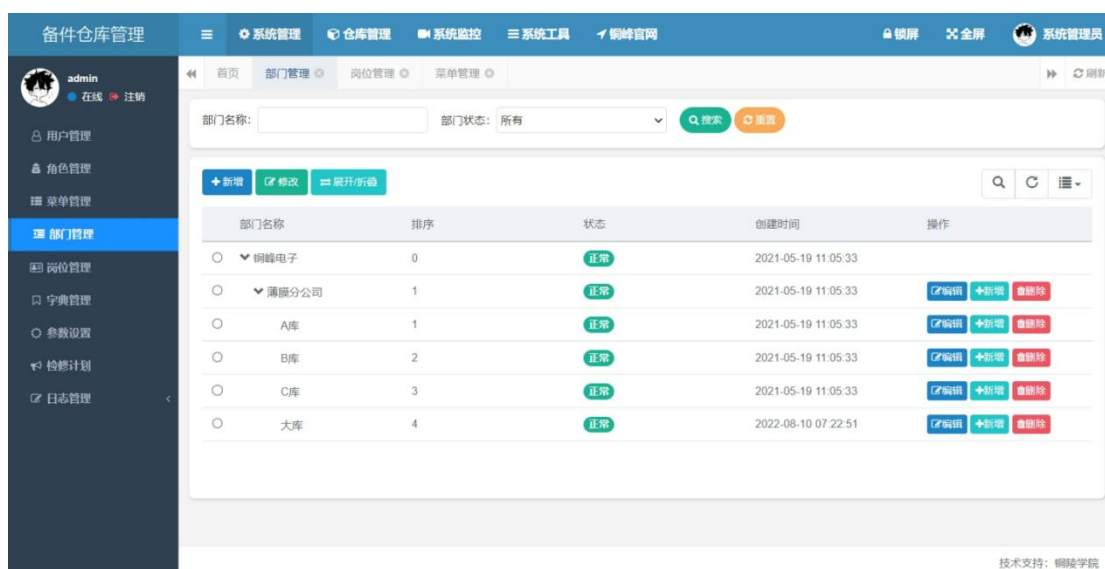 备件仓库管理 系统管理 仓库管理 系统监控 系统工具 铜峰官网 锁屏 全屏 系统管理员
admin
在线 注销
首页 部门管理 岗位管理 菜单管理 刷新
部门名称: 部门状态: 所有 搜索 重置
用户管理
角色管理
菜单管理
部门管理
岗位管理
字典管理
参数设置
检修计划
日志管理
新增 修改 展开/折叠
部门名称 排序 状态 创建时间 操作
铜峰电子 0 正常 2021-05-19 11:05:33
薄膜分公司 1 正常 2021-05-19 11:05:33 编辑 新增 删除
A库 1 正常 2021-05-19 11:05:33 编辑 新增 删除
B库 2 正常 2021-05-19 11:05:33 编辑 新增 删除
C库 3 正常 2021-05-19 11:05:33 编辑 新增 删除
大库 4 正常 2022-08-10 07:22:51 编辑 新增 删除
技术支持：铜陵学院